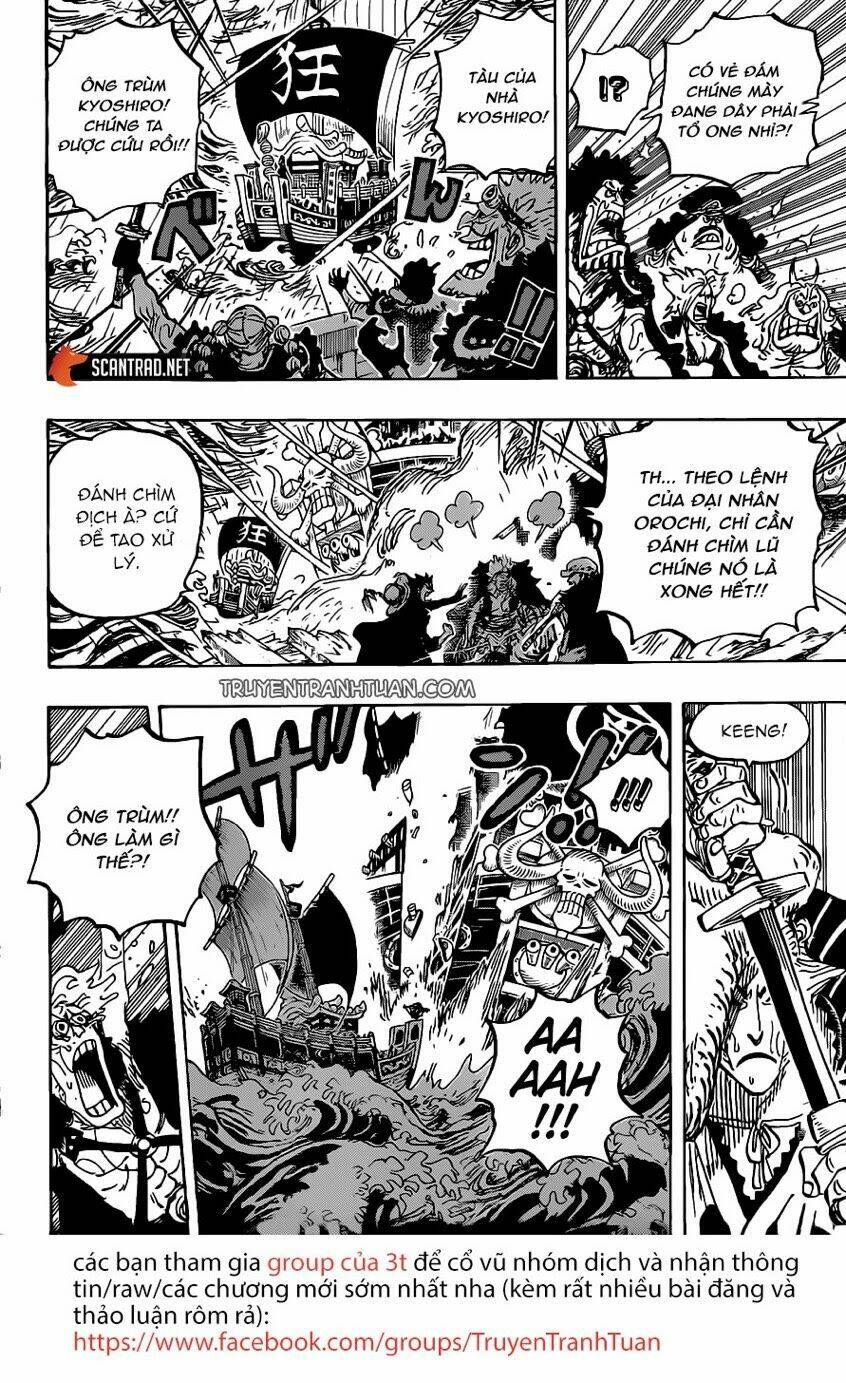 CÓ VẺ ĐÁM
CHÚNG MÀY
ĐANG DÂY PHẢI
TỔ ONG NHỈ?!
!?
TÀU CỦA
NHÀ
KYOSHIRO!
狂
ÔNG TRÙM
KYOSHIRO!
CHÚNG TA
ĐƯỢC CỨU RỒI!!
べん
!!
SCANTRAD.NET
TH... THEO LỆNH
CỦA ĐẠI NHÂN
OROCHI, CHỈ CẦN
ĐÁNH CHÌM LŨ
CHÚNG NÓ LÀ
XONG HẾT!!
狂
ĐÁNH CHÌM
ĐỊCH À? CỨ
ĐỂ TAO XỬ
LÝ.
TRUYENTRANHTUAN.COM
KEENG!
!!!
ÔNG TRÙM!!
ÔNG LÀM GÌ
THẾ?!
AA
AAH
!!!
các bạn tham gia group của 3t để cổ vũ nhóm dịch và nhận thông
tin/raw/các chương mới sớm nhất nha (kèm rất nhiều bài đăng và
thảo luận rôm rả):
https://www.facebook.com/groups/TruyenTranhTuan